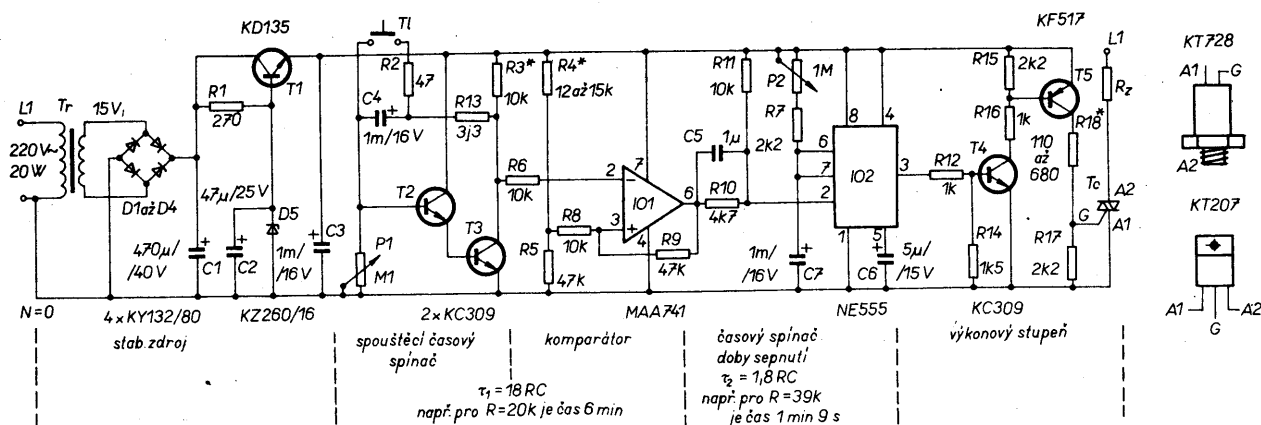 KD135
KF517
L1
Tr
15V₁
R1
270
T1
220V~
20W
D1až D4
470μ/
/40V
C1
47μ/25V
C2
D5
1m/
/16V
C3
N=0
4×KY132/80
KZ260/16
stab. zdroj
Tl
R2
47
C4
1m/16V
R13
3j3
R3*
10k
P1
M1
T2
T3
2×KC309
spouštěcí časový
spínač
R4*
12až15k
R6
10k
R5
47k
R8
10k
R9
47k
2
3
7
6
4
IO1
MAA741
komparátor
τ₁ = 18 RC
např. pro R=20k je čas 6 min
C5
1μ
R10
4k7
R11
10k
P2
1M
R7
2k2
1m/
/16V
C7
8
4
6
7
2
3
1
5
IO2
C6
5μ/
/15V
NE555
časový spínač
doby sepnutí
τ₂ = 1,8 RC
např. pro R=39k
je čas 1 min 9 s
R12
1k
R14
1k5
R15
2k2
R16
1k
T4
T5
110
až
680
R18*
R17
2k2
L1
Rz
Tc
G
A2
A1
KC309
výkonový stupeň
KT728
A1
G
A2
KT207
A1
G
A2